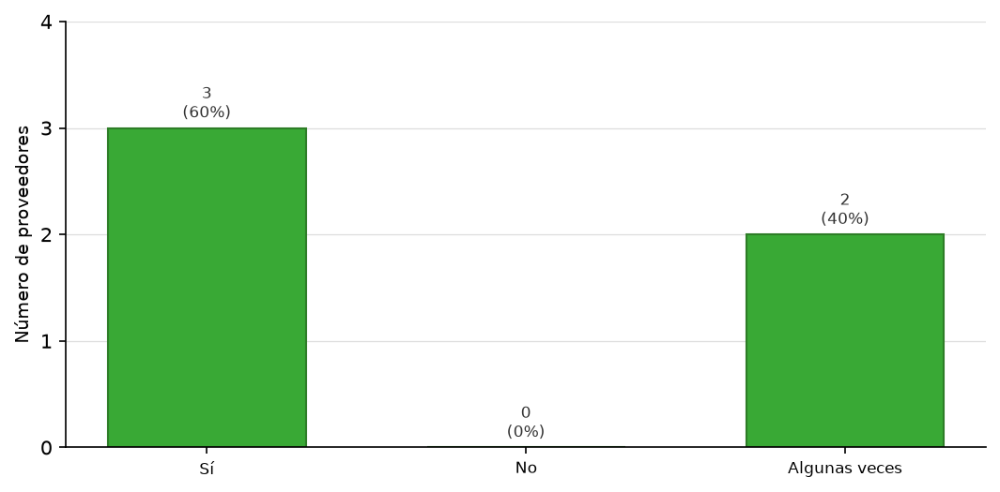 4
3
(60%)
3
2
(40%)
2
1
0
(0%)
0
Número de proveedores
Sí
No
Algunas veces